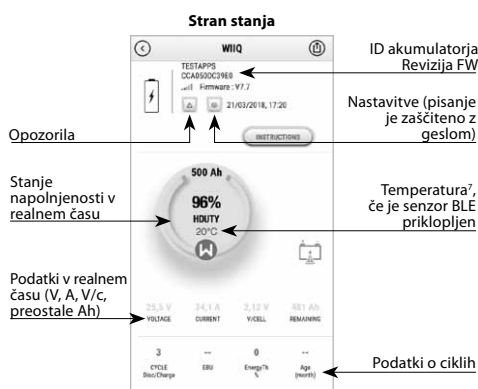 Stran stanja
WIIQ
TESTAPPS
CCA0500C39E0
Firmware : V7.7
21/03/2018, 17:20
INSTRUCTIONS
ID akumulatorja
Revizija FW
Nastavitve (pisanje
je zaščiteno z
geslom)
Opozorila
500 Ah
96%
HDUTY
20°C
Stanje
napolnjenosti v
realnem času
Temperatura⁷,
če je senzor BLE
priklopljen
Podatki v realnem
času (V, A, V/c,
preostale Ah)
25,5 V 24,1 A 2,12 V 481 Ah
VOLTAGE CURRENT V/CELL REMAINING
3 -- 0 --
CYCLE EBU EnergyTh Age
Disc/Charge % (month)
Podatki o ciklih